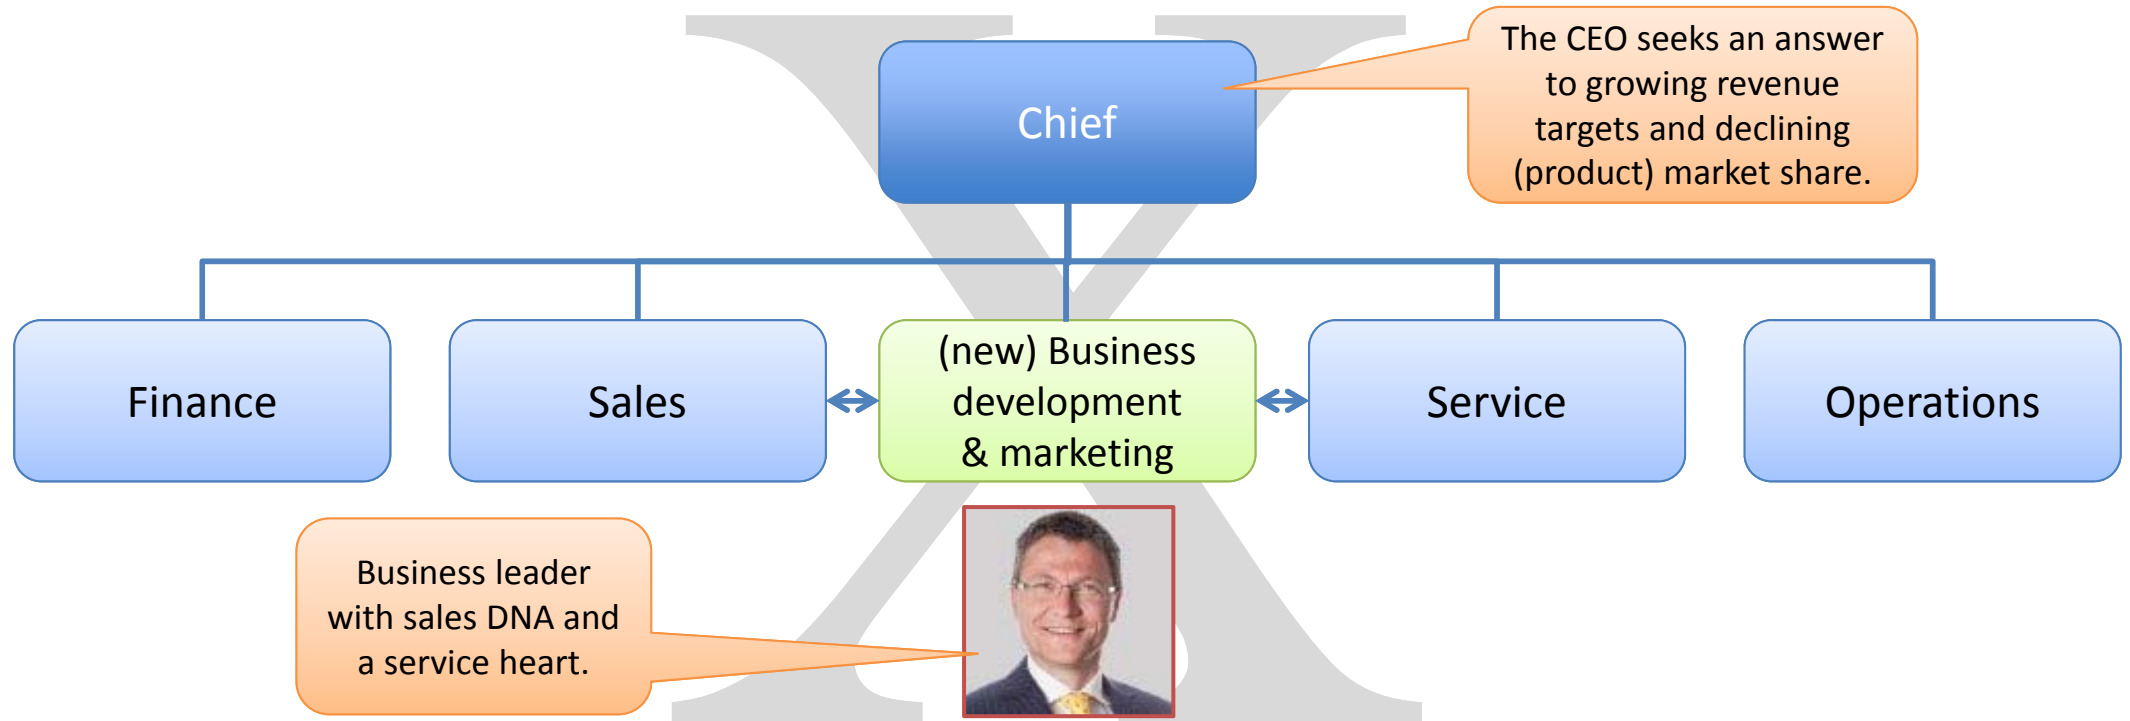 The CEO seeks an answer
to growing revenue
targets and declining
(product) market share.
Chief
Finance
Sales
(new) Business
development
& marketing
Service
Operations
Business leader
with sales DNA and
a service heart.